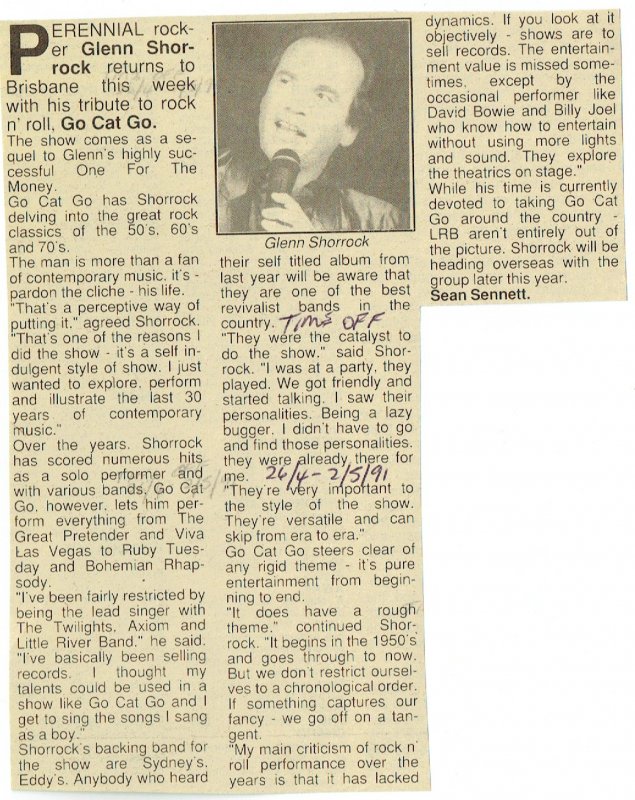 PERENNIAL rock-
er Glenn Shor-
rock returns to
Brisbane this week
with his tribute to rock
n' roll, Go Cat Go.
The show comes as a se-
quel to Glenn's highly suc-
cessful One For The
Money.
Go Cat Go has Shorrock
delving into the great rock
classics of the 50's. 60's
and 70's.
The man is more than a fan
of contemporary music. it's -
pardon the cliche - his life.
"That's a perceptive way of
putting it." agreed Shorrock.
"That's one of the reasons I
did the show - it's a self in-
dulgent style of show. I just
wanted to explore. perform
and illustrate the last 30
years of contemporary
music."
Over the years. Shorrock
has scored numerous hits
as a solo performer and
with various bands. Go Cat
Go. however. lets him per-
form everything from The
Great Pretender and Viva
Las Vegas to Ruby Tues-
day and Bohemian Rhap-
sody.
"I've been fairly restricted by
being the lead singer with
The Twilights. Axiom and
Little River Band." he said.
"I've basically been selling
records. I thought my
talents could be used in a
show like Go Cat Go and I
get to sing the songs I sang
as a boy."
Shorrock's backing band for
the show are Sydney's.
Eddy's. Anybody who heard
Glenn Shorrock
their self titled album from
last year will be aware that
they are one of the best
revivalist bands in the
country. TIME OFF
"They were the catalyst to
do the show." said Shor-
rock. "I was at a party, they
played. We got friendly and
started talking. I saw their
personalities. Being a lazy
bugger. I didn't have to go
and find those personalities.
they were already there for
me. 26/4-2/5/91
"They're very important to
the style of the show.
They're versatile and can
skip from era to era."
Go Cat Go steers clear of
any rigid theme - it's pure
entertainment from begin-
ning to end.
"It does have a rough
theme." continued Shor-
rock. "It begins in the 1950's
and goes through to now.
But we don't restrict oursel-
ves to a chronological order.
If something captures our
fancy - we go off on a tan-
gent.
"My main criticism of rock n'
roll performance over the
years is that it has lacked
dynamics. If you look at it
objectively - shows are to
sell records. The entertain-
ment value is missed some-
times, except by the
occasional performer like
David Bowie and Billy Joel
who know how to entertain
without using more lights
and sound. They explore
the theatrics on stage."
While his time is currently
devoted to taking Go Cat
Go around the country -
LRB aren't entirely out of
the picture. Shorrock will be
heading overseas with the
group later this year.
Sean Sennett.